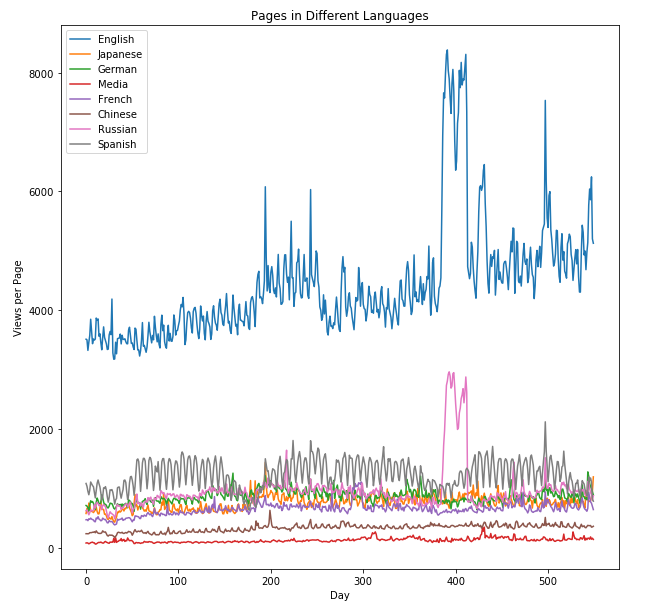 Pages in Different Languages
English
Japanese
German
Media
French
Chinese
Russian
Spanish
8000
6000
4000
2000
0
Views per Page
0 100 200 300 400 500
Day